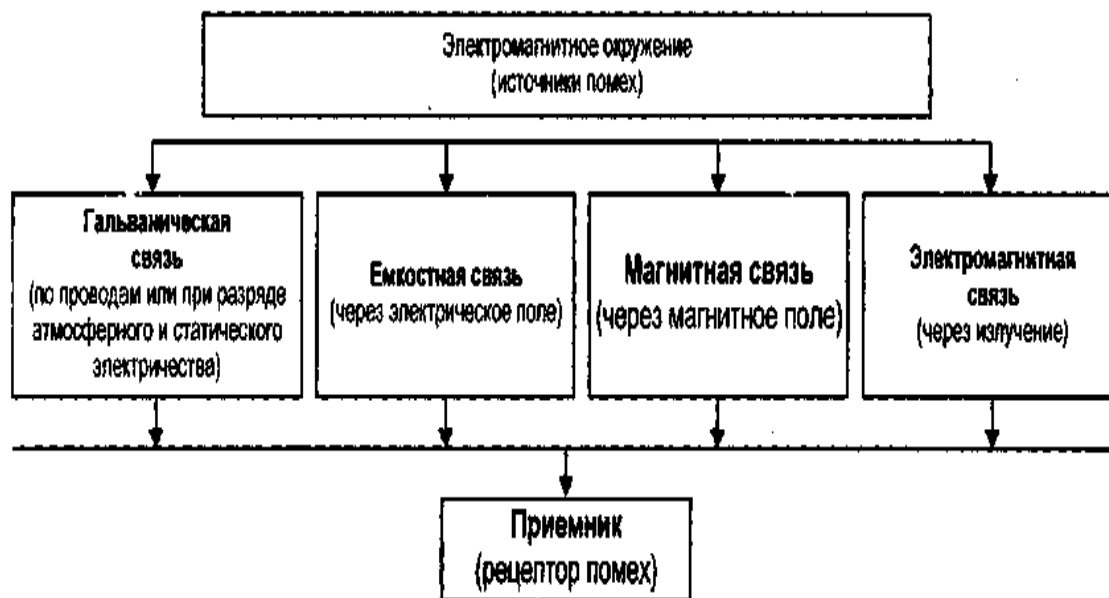 Электромагнитное окружение
(источники помех)
Гальваническая
связь
(по проводам или при разряде
атмосферного и статического
электричества)
Емкостная связь
(через электрическое поле)
Магнитная связь
(через магнитное поле)
Электромагнитная
связь
(через излучение)
Приемник
(рецептор помех)